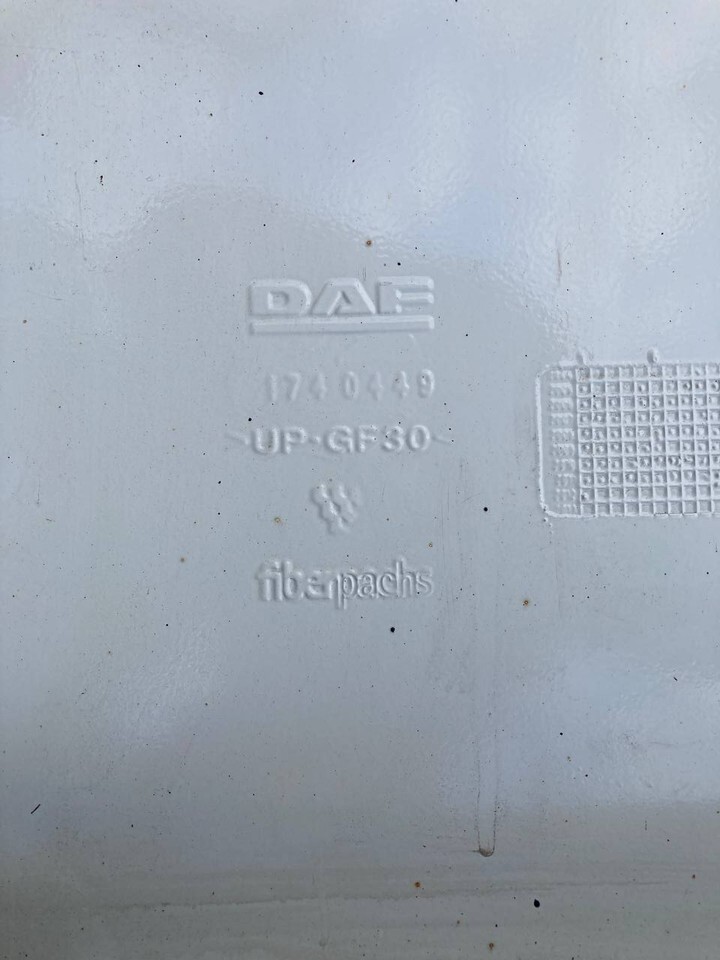 DAF
1740449
>UP-GF30<
fiberpachs